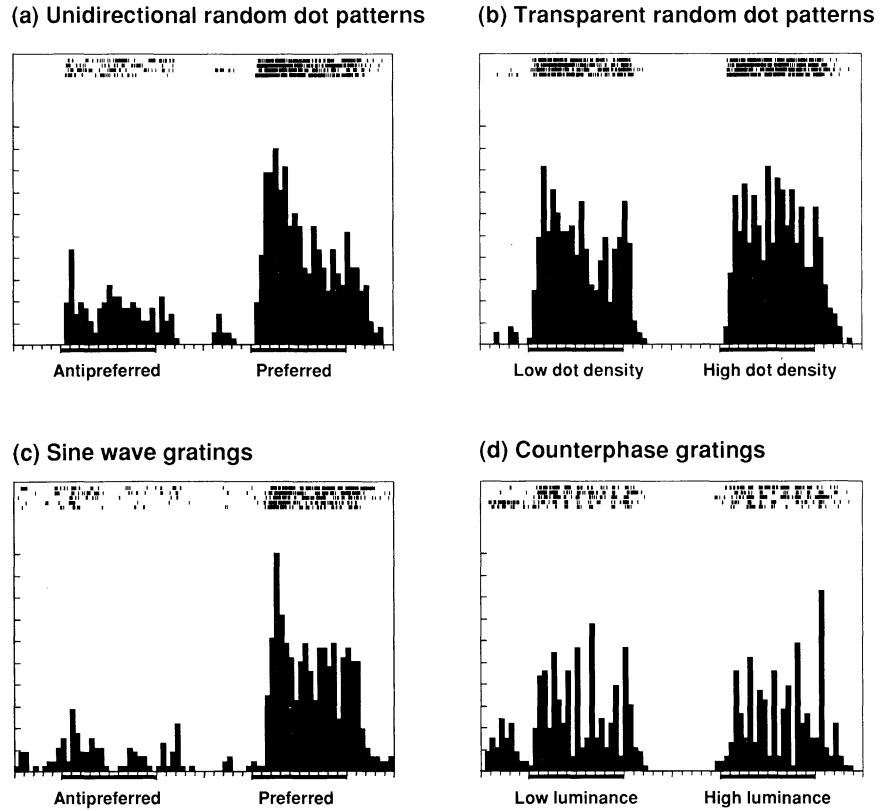 (a) Unidirectional random dot patterns
(b) Transparent random dot patterns
Antipreferred
Preferred
Low dot density
High dot density
(c) Sine wave gratings
(d) Counterphase gratings
Antipreferred
Preferred
Low luminance
High luminance